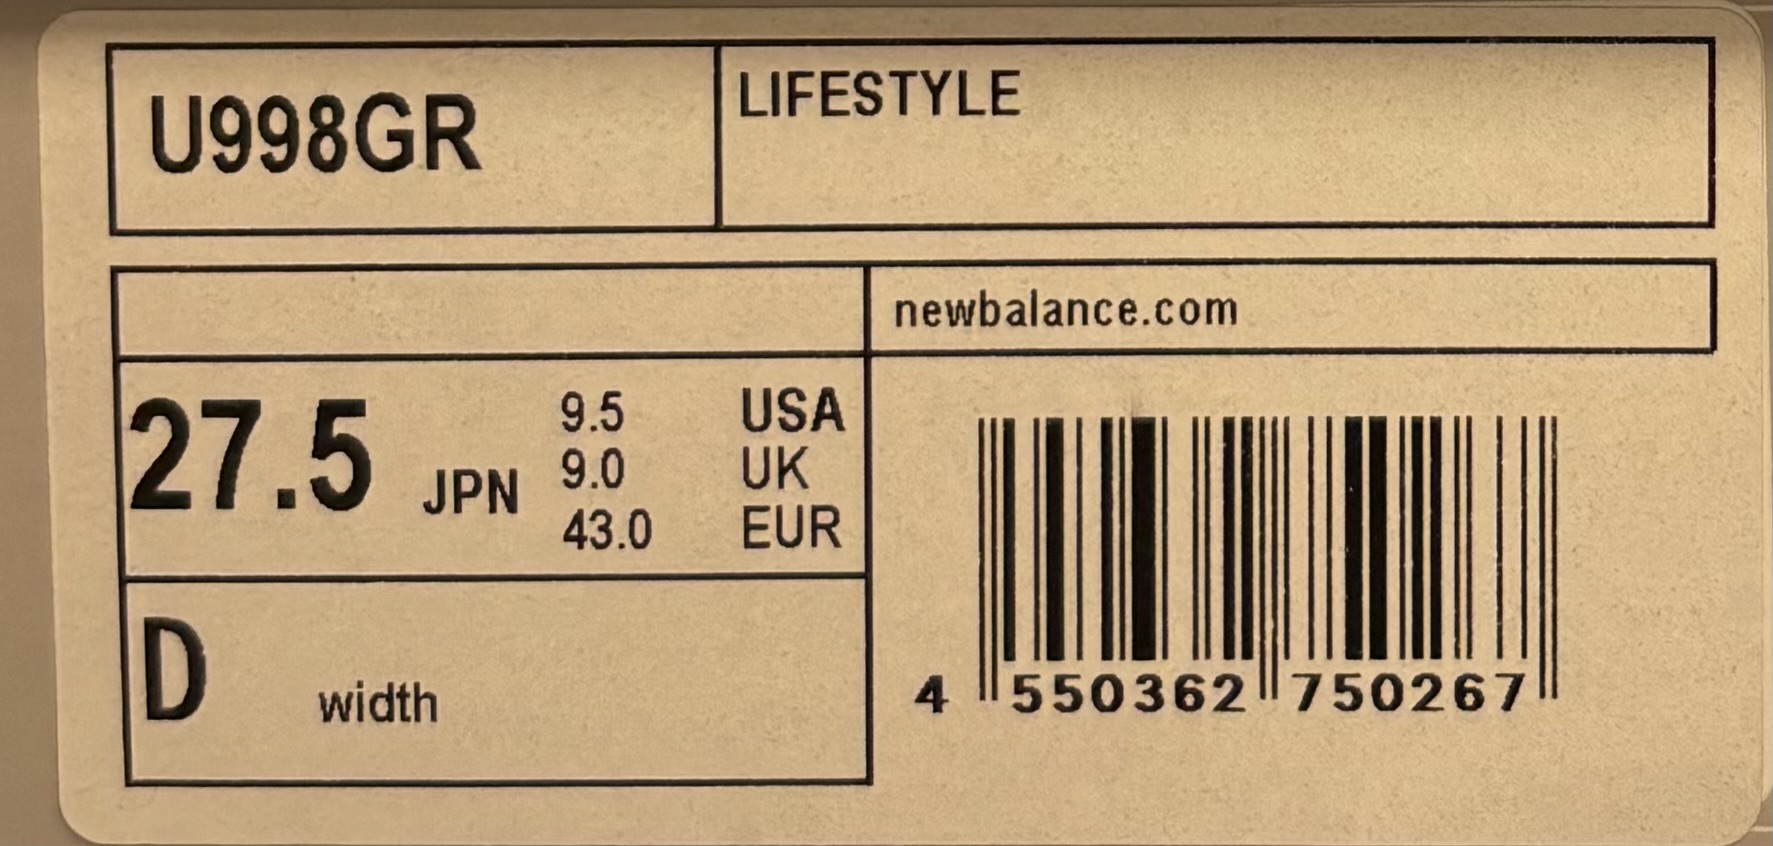 U998GR
LIFESTYLE
newbalance.com
27.5 JPN
9.5 USA
9.0 UK
43.0 EUR
D width
4 550362 750267